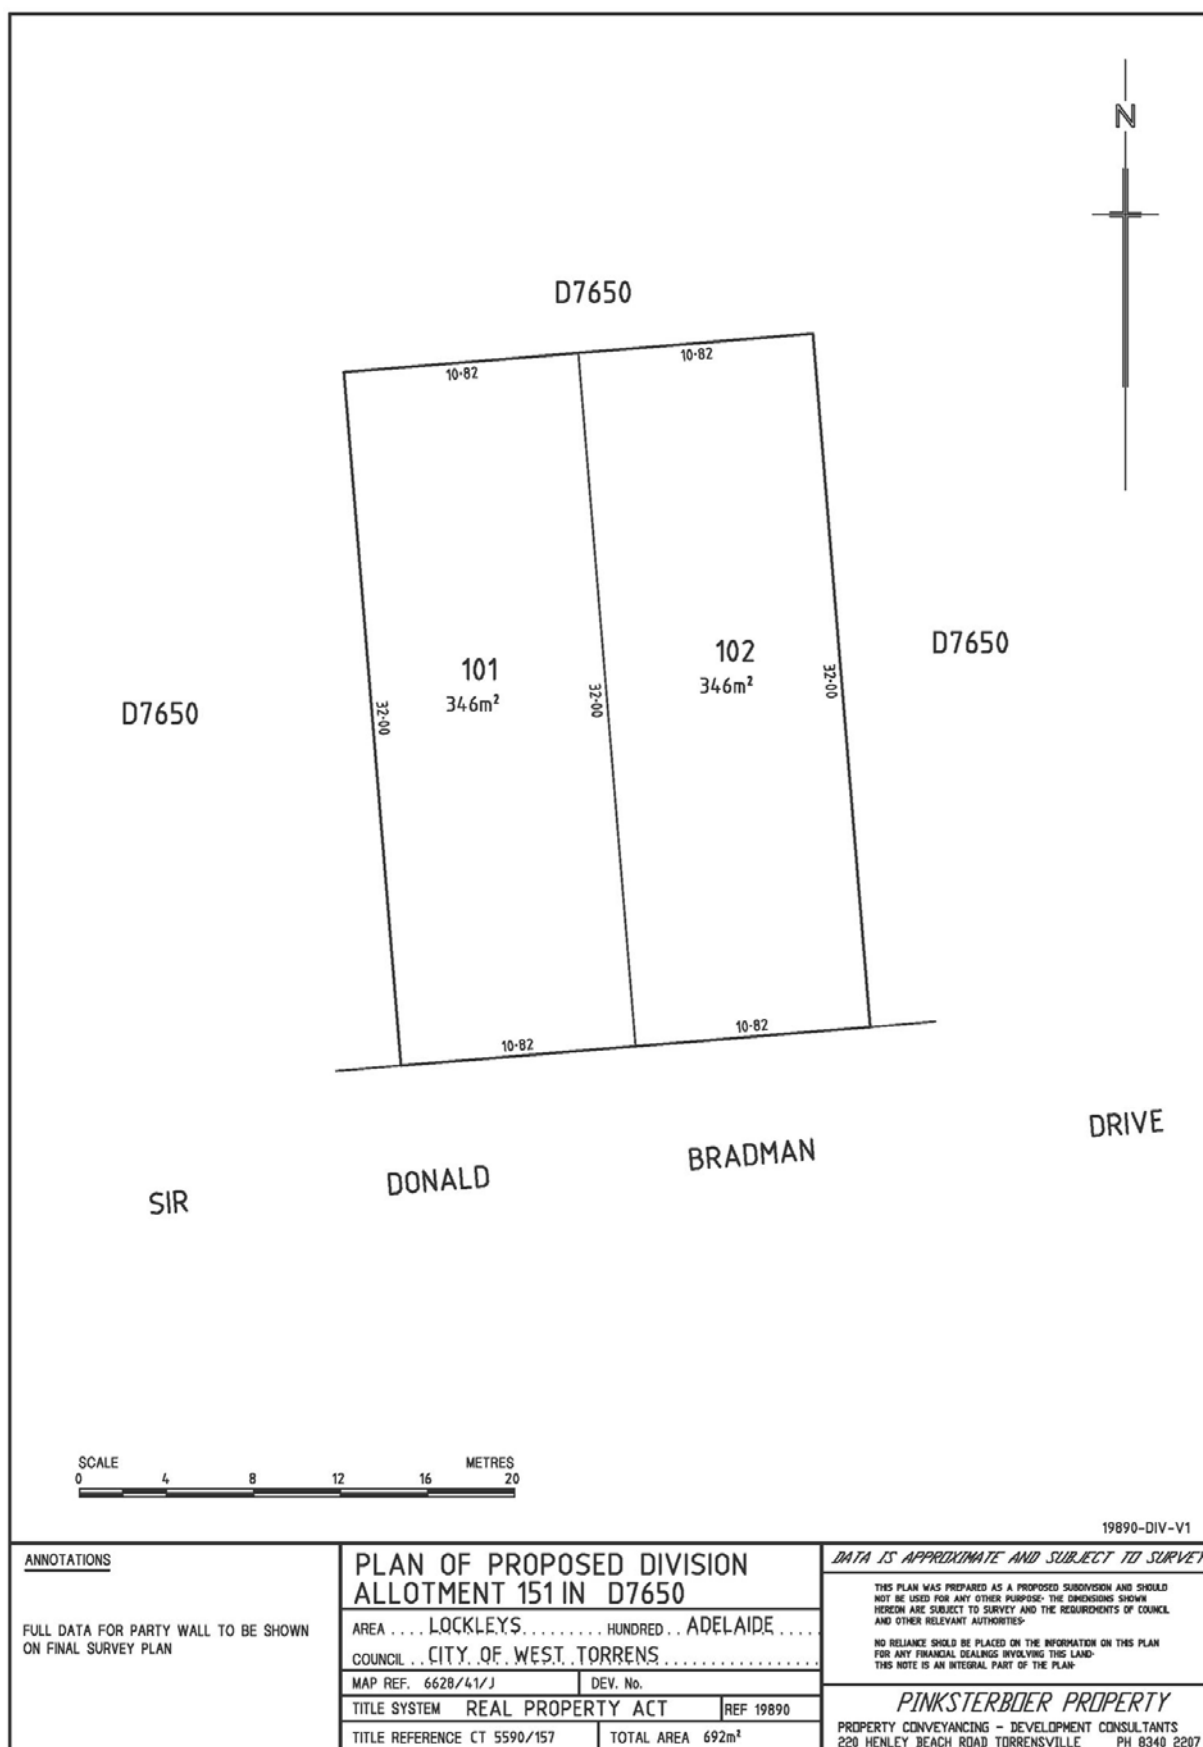 N
D7650
10·82
10·82
102
346m²
D7650
101
346m²
32·00
32·00
32·00
D7650
10·82
10·82
SIR DONALD BRADMAN DRIVE
SCALE METRES
0 4 8 12 16 20
19890-DIV-V1
ANNOTATIONS
FULL DATA FOR PARTY WALL TO BE SHOWN
ON FINAL SURVEY PLAN
PLAN OF PROPOSED DIVISION
ALLOTMENT 151 IN D7650
AREA .... LOCKLEYS ......... HUNDRED .. ADELAIDE .....
COUNCIL .. CITY OF WEST TORRENS ................
MAP REF. 6628/41/J DEV. No.
TITLE SYSTEM REAL PROPERTY ACT REF 19890
TITLE REFERENCE CT 5590/157 TOTAL AREA 692m²
DATA IS APPROXIMATE AND SUBJECT TO SURVEY
THIS PLAN WAS PREPARED AS A PROPOSED SUBDIVISION AND SHOULD
NOT BE USED FOR ANY OTHER PURPOSE· THE DIMENSIONS SHOWN
HEREON ARE SUBJECT TO SURVEY AND THE REQUIREMENTS OF COUNCIL
AND OTHER RELEVANT AUTHORITIES·
NO RELIANCE SHOULD BE PLACED ON THE INFORMATION ON THIS PLAN
FOR ANY FINANCIAL DEALINGS INVOLVING THIS LAND·
THIS NOTE IS AN INTEGRAL PART OF THE PLAN·
PINKSTERBOER PROPERTY
PROPERTY CONVEYANCING - DEVELOPMENT CONSULTANTS
220 HENLEY BEACH ROAD TORRENSVILLE PH 8340 2207